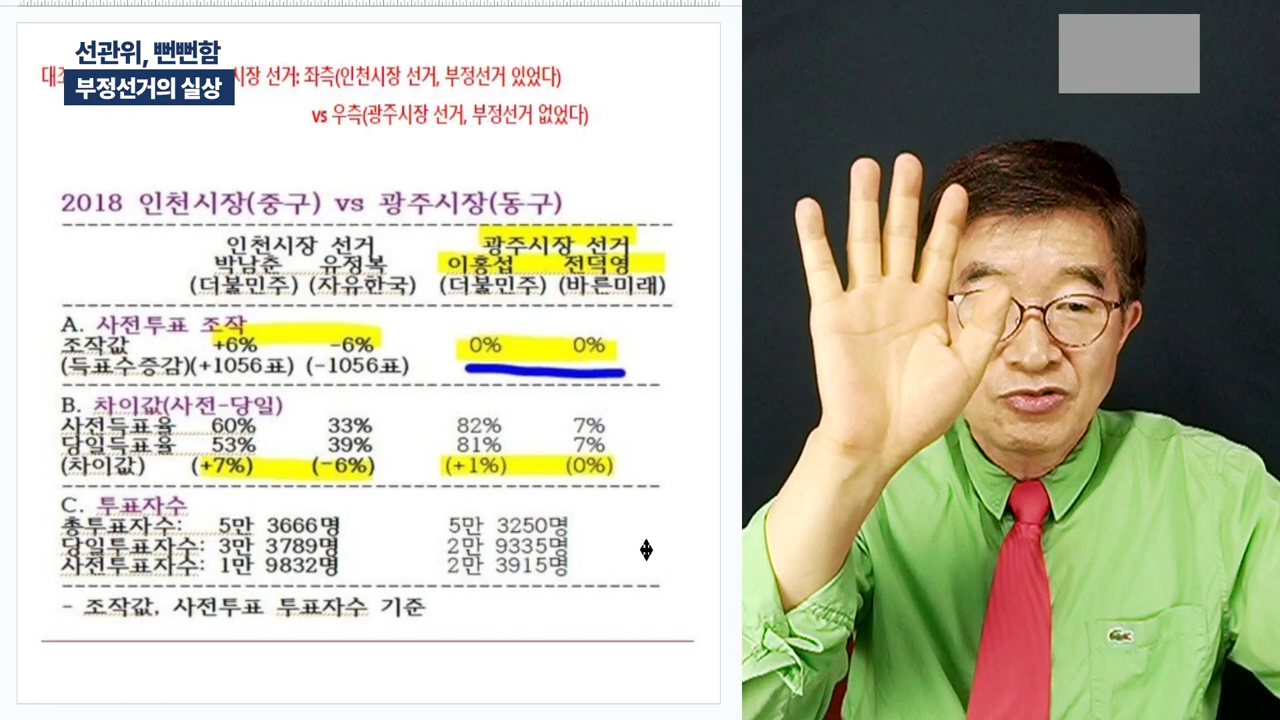 선관위, 뻔뻔함
부정선거의 실상
시장 선거: 좌측(인천시장 선거, 부정선거 있었다)
vs 우측(광주시장 선거, 부정선거 없었다)
2018 인천시장(중구) vs 광주시장(동구)
인천시장 선거 광주시장 선거
박남춘 유정복 이홍섭 전덕영
(더불민주) (자유한국) (더불민주) (바른미래)
A. 사전투표 조작
조작값 +6% -6% 0% 0%
(득표수증감)(+1056표) (-1056표)
B. 차이값(사전-당일)
사전득표율 60% 33% 82% 7%
당일득표율 53% 39% 81% 7%
(차이값) (+7%) (-6%) (+1%) (0%)
C. 투표자수
총투표자수: 5만 3666명 5만 3250명
당일투표자수: 3만 3789명 2만 9335명
사전투표자수: 1만 9832명 2만 3915명
- 조작값, 사전투표 투표자수 기준